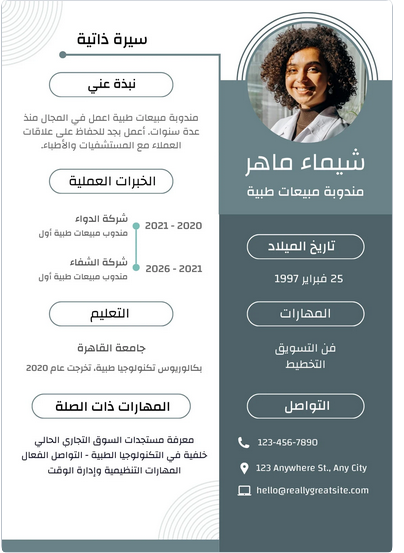 سيرة ذاتية
نبذة عني
مندوبة مبيعات طبية اعمل في المجال منذ
عدة سنوات. أعمل بجد للحفاظ على علاقات
العملاء مع المستشفيات والأطباء.
الخبرات العملية
شركة الدواء
2021 - 2020
مندوب مبيعات طبية أول
شركة الشفاء
2026 - 2021
مندوب مبيعات طبية أول
التعليم
جامعة القاهرة
بكالوريوس تكنولوجيا طبية، تخرجت عام 2020
المهارات ذات الصلة
معرفة مستجدات السوق التجاري الحالي
خلفية في التكنولوجيا الطبية - التواصل الفعال
المهارات التنظيمية وإدارة الوقت
شيماء ماهر
مندوبة مبيعات طبية
تاريخ الميلاد
25 فبراير 1997
المهارات
فن التسويق
التخطيط
التواصل
123-456-7890
123 Anywhere St., Any City
hello@reallygreatsite.com